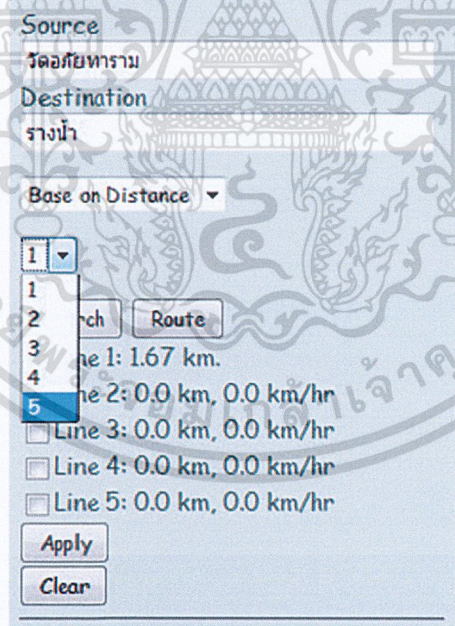 Source
วัดอภัยทาราม
Destination
รางน้ำ
Base on Distance
1
1
2
3
4
5
rch Route
ne 1: 1.67 km.
ne 2: 0.0 km, 0.0 km/hr
Line 3: 0.0 km, 0.0 km/hr
Line 4: 0.0 km, 0.0 km/hr
Line 5: 0.0 km, 0.0 km/hr
Apply
Clear